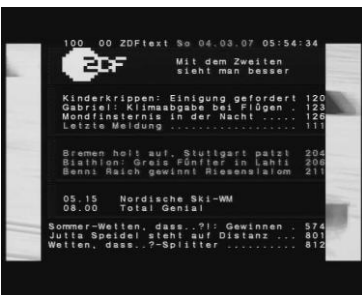 100 00 ZDFtext So 04.03.07 05:54:34
ZDF
Mit dem Zweiten
sieht man besser
Kinderkrippen: Einigung gefordert 120
Gabriel: Klimaabgabe bei Flügen . 123
Mondfinsternis in der Nacht ..... 126
Letzte Meldung .................. 111
Bremen holt auf, Stuttgart patzt 204
Biathlon: Greis Fünfter in Lahti 206
Benni Raich gewinnt Riesenslalom 211
05.15 Nordische Ski-WM
08.00 Total Genial
Sommer-Wetten, dass..?!: Gewinnen . 574
Jutta Speidel steht auf Distanz ... 801
Wetten, dass..?-Splitter .......... 812